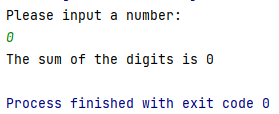 Please input a number:
0
The sum of the digits is 0
Process finished with exit code 0